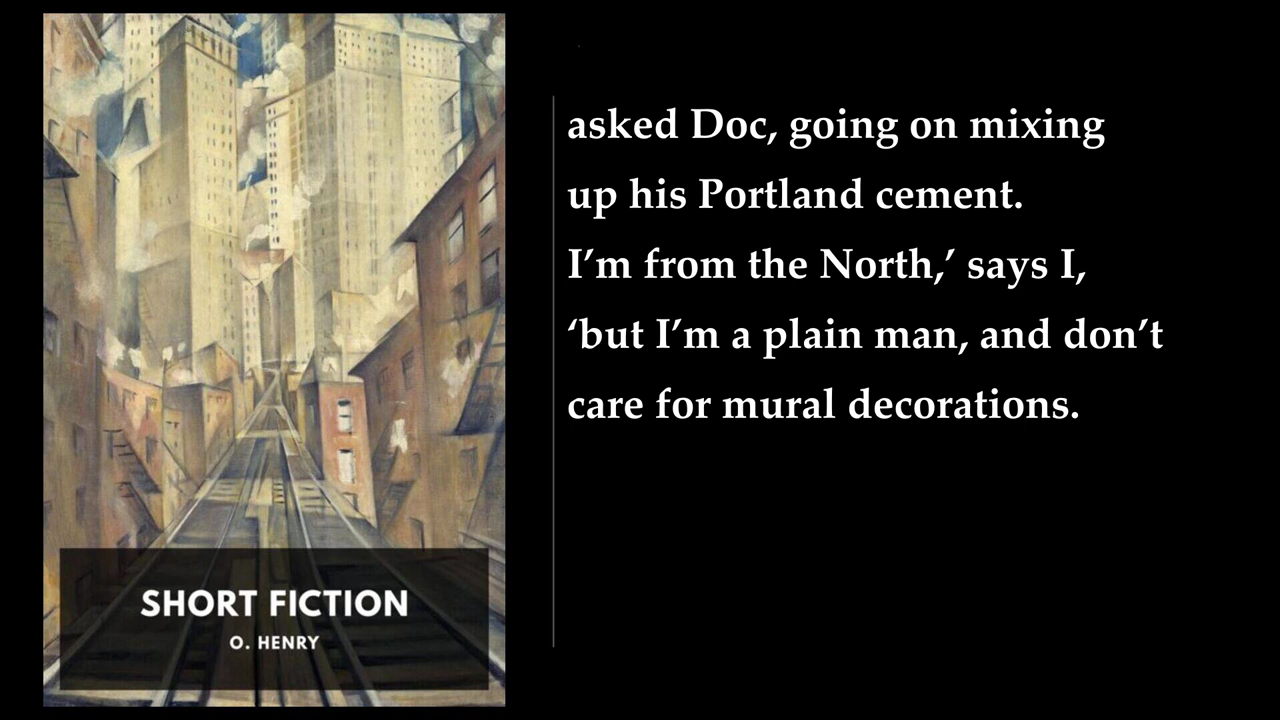 SHORT FICTION
O. HENRY
asked Doc, going on mixing
up his Portland cement.
I’m from the North,’ says I,
‘but I’m a plain man, and don’t
care for mural decorations.